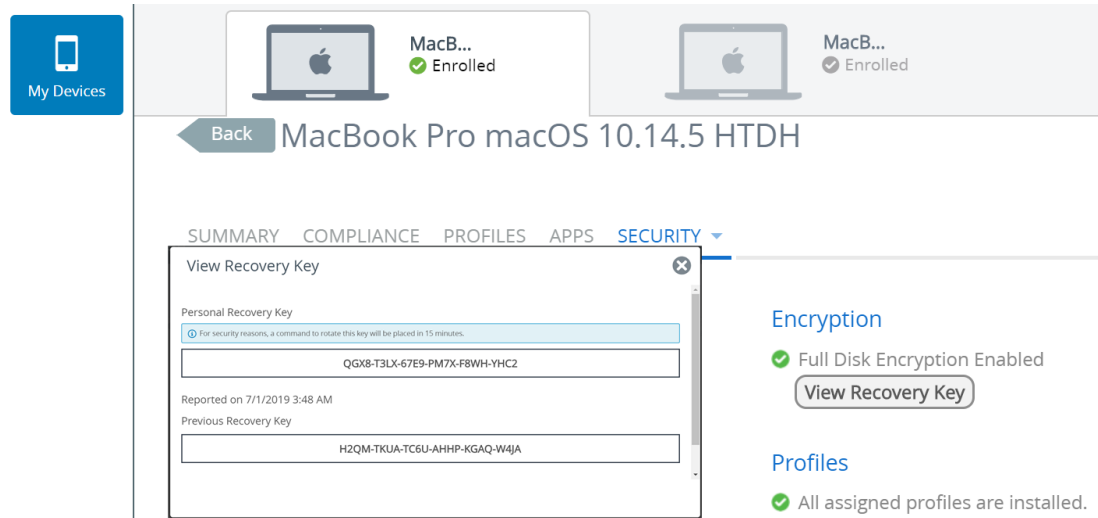 My Devices
MacB...
Enrolled
MacB...
Enrolled
Back
MacBook Pro macOS 10.14.5 HTDH
SUMMARY COMPLIANCE PROFILES APPS SECURITY
View Recovery Key
Personal Recovery Key
For security reasons, a command to rotate this key will be placed in 15 minutes.
QGX8-T3LX-67E9-PM7X-F8WH-YHC2
Reported on 7/1/2019 3:48 AM
Previous Recovery Key
H2QM-TKUA-TC6U-AHHP-KGAQ-W4JA
Encryption
Full Disk Encryption Enabled
View Recovery Key
Profiles
All assigned profiles are installed.